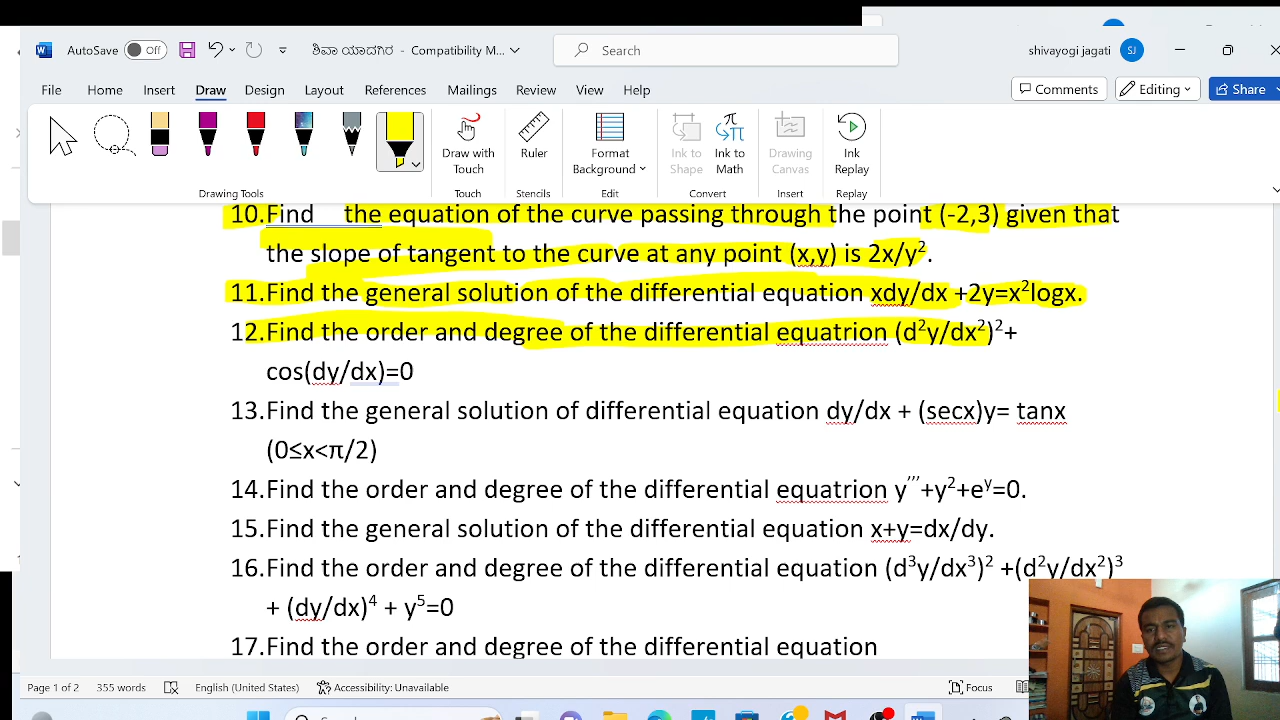 AutoSave Off ಶಿವಾ ಯಾದಗಿರ - Compatibility M... Search shivayogi jagati SJ
File Home Insert Draw Design Layout References Mailings Review View Help Comments Editing Share
Draw with Touch Ruler Format Background Ink to Shape Ink to Math Drawing Canvas Ink Replay
Drawing Tools Touch Stencils Edit Convert Insert Replay
10.Find the equation of the curve passing through the point (-2,3) given that
the slope of tangent to the curve at any point (x,y) is 2x/y².
11.Find the general solution of the differential equation xdy/dx +2y=x²logx.
12.Find the order and degree of the differential equatrion (d²y/dx²)²+
cos(dy/dx)=0
13.Find the general solution of differential equation dy/dx + (secx)y= tanx
(0≤x<π/2)
14.Find the order and degree of the differential equatrion y′′′+y²+eʸ=0.
15.Find the general solution of the differential equation x+y=dx/dy.
16.Find the order and degree of the differential equation (d³y/dx³)² +(d²y/dx²)³
+ (dy/dx)⁴ + y⁵=0
17.Find the order and degree of the differential equation
Page 1 of 2 355 words English (United States) Accessibility: Unavailable Focus